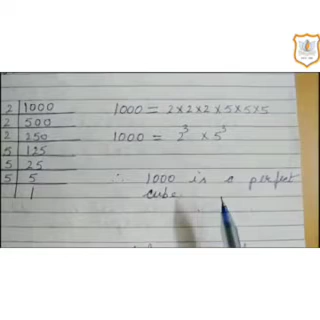 2 | 1000
2 | 500
2 | 250
5 | 125
5 | 25
5 | 5
1
1000 = 2×2×2×5×5×5
1000 = 2³ × 5³
∴ 1000 is a perfect
cube